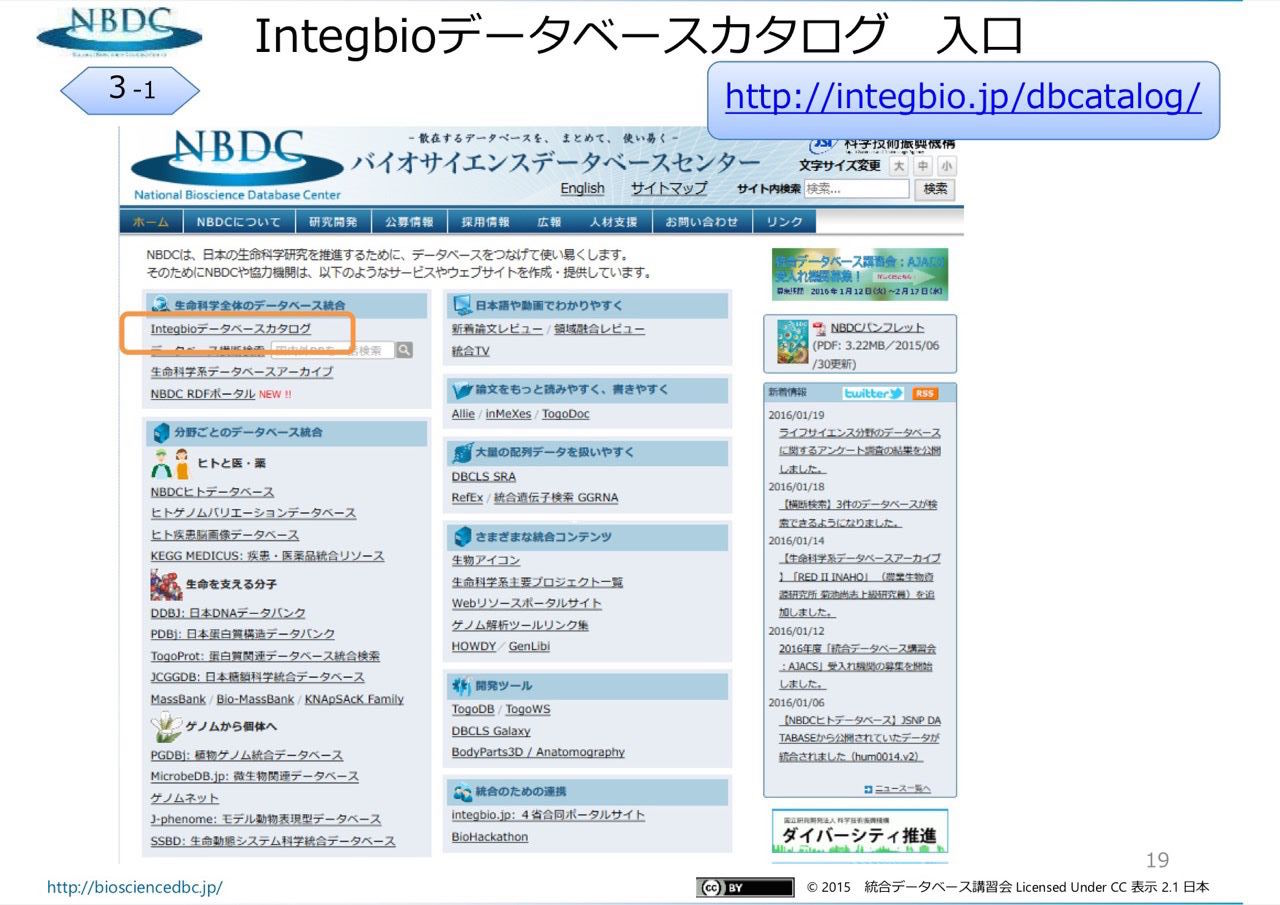 NBDC
Integbioデータベースカタログ　入口
3-1
http://integbio.jp/dbcatalog/
NBDC
National Bioscience Database Center
－散在するデータベースを、まとめて、使い易く－
バイオサイエンスデータベースセンター
科学技術振興機構
文字サイズ変更 大 中 小
English サイトマップ サイト内検索 検索... 検索
ホーム NBDCについて 研究開発 公募情報 採用情報 広報 人材支援 お問い合わせ リンク
NBDCは、日本の生命科学研究を推進するために、データベースをつなげて使い易くします。
そのためにNBDCや協力機関は、以下のようなサービスやウェブサイトを作成・提供しています。
生命科学全体のデータベース統合
Integbioデータベースカタログ
データベース横断検索
生命科学系データベースアーカイブ
NBDC RDFポータル NEW !!
分野ごとのデータベース統合
ヒトと医・薬
NBDCヒトデータベース
ヒトゲノムバリエーションデータベース
ヒト疾患脳画像データベース
KEGG MEDICUS: 疾患・医薬品統合リソース
生命を支える分子
DDBJ: 日本DNAデータバンク
PDBj: 日本蛋白質構造データバンク
TogoProt: 蛋白質関連データベース統合検索
JCGGDB: 日本糖鎖科学統合データベース
MassBank / Bio-MassBank / KNApSAcK Family
ゲノムから個体へ
PGDBj: 植物ゲノム統合データベース
MicrobeDB.jp: 微生物関連データベース
ゲノムネット
J-phenome: モデル動物表現型データベース
SSBD: 生命動態システム科学統合データベース
日本語や動画でわかりやすく
新着論文レビュー / 領域融合レビュー
統合TV
論文をもっと読みやすく、書きやすく
Allie / inMeXes / TogoDoc
大量の配列データを扱いやすく
DBCLS SRA
RefEx / 統合遺伝子検索 GGRNA
さまざまな統合コンテンツ
生物アイコン
生命科学系主要プロジェクト一覧
Webリソースポータルサイト
ゲノム解析ツールリンク集
HOWDY / GenLibi
開発ツール
TogoDB / TogoWS
DBCLS Galaxy
BodyParts3D / Anatomography
統合のための連携
integbio.jp: ４省合同ポータルサイト
BioHackathon
統合データベース講習会：AJACS
受入れ機関募集！ 詳しくはこちら
募集期間 2016年1月12日(火)～2月17日(水)
NBDCパンフレット
(PDF: 3.22MB／2015/06
/30更新)
新着情報 twitter RSS
2016/01/19
ライフサイエンス分野のデータベース
に関するアンケート調査の結果を公開
しました。
2016/01/18
【横断検索】3件のデータベースが検
索できるようになりました。
2016/01/14
【生命科学系データベースアーカイブ
】「RED II INAHO」（農業生物資
源研究所 菊池尚志上級研究員）を追
加しました。
2016/01/12
2016年度「統合データベース講習会
：AJACS」受入れ機関の募集を開始
しました。
2016/01/06
【NBDCヒトデータベース】JSNP DA
TABASEから公開されていたデータが
統合されました（hum0014.v2）
ニュース一覧へ
国立研究開発法人 科学技術振興機構
ダイバーシティ推進
19
http://biosciencedbc.jp/
cc BY © 2015　統合データベース講習会 Licensed Under CC 表示 2.1 日本